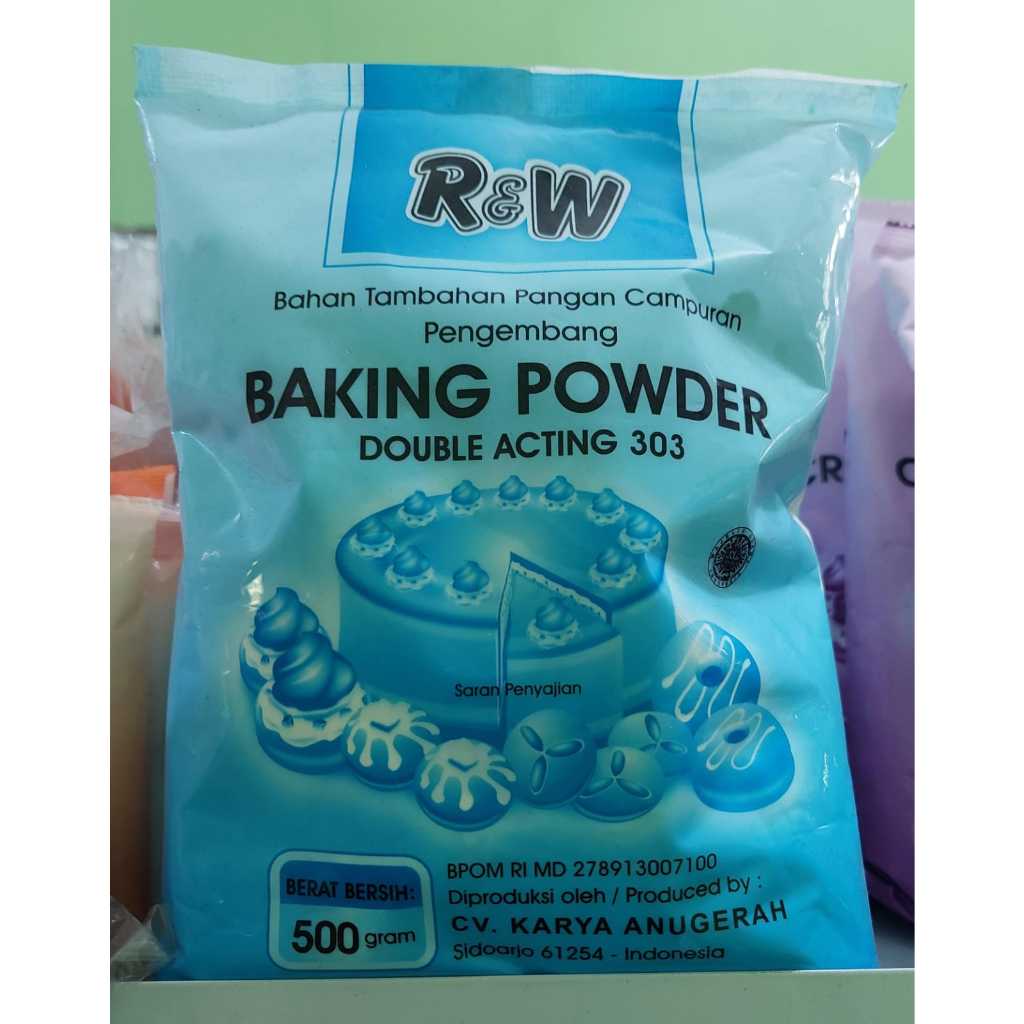 R&W
Bahan Tambahan Pangan Campuran
Pengembang
BAKING POWDER
DOUBLE ACTING 303
Saran Penyajian
BERAT BERSIH:
500 gram
BPOM RI MD 278913007100
Diproduksi oleh / Produced by :
CV. KARYA ANUGERAH
Sidoarjo 61254 - Indonesia